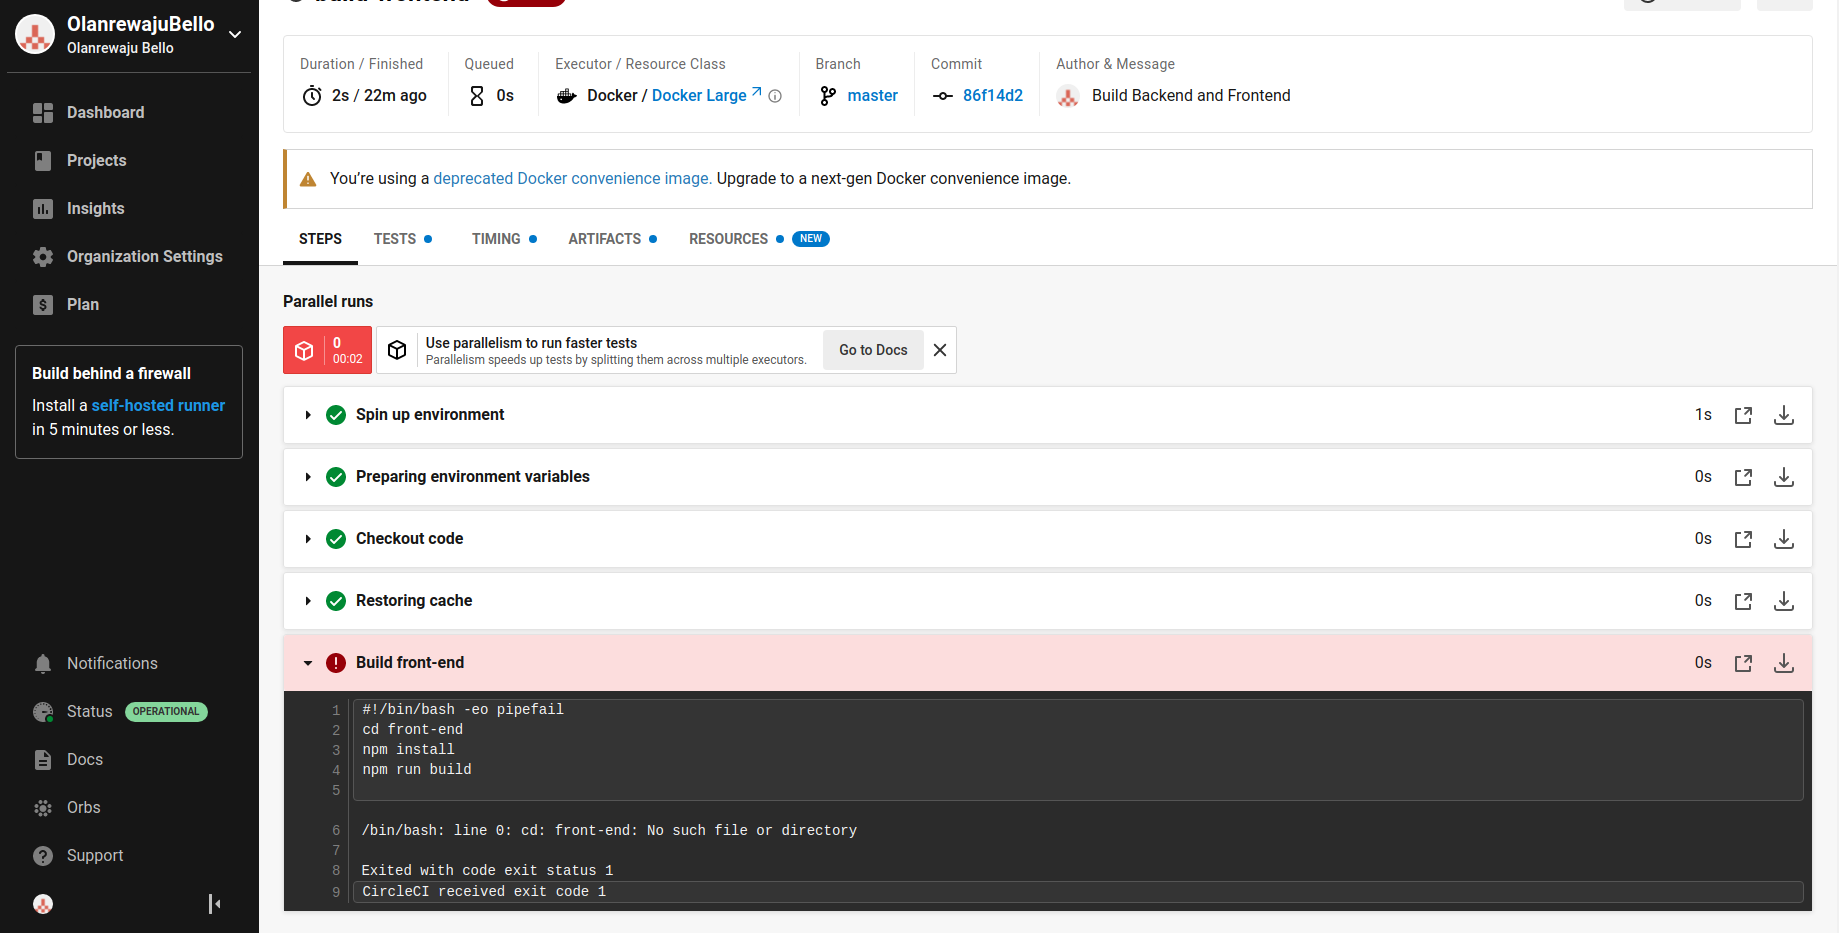 OlanrewajuBello
Olanrewaju Bello
Dashboard
Projects
Insights
Organization Settings
Plan
Build behind a firewall
Install a self-hosted runner
in 5 minutes or less.
Notifications
Status OPERATIONAL
Docs
Orbs
Support
build-frontend
Duration / Finished
2s / 22m ago
Queued
0s
Executor / Resource Class
Docker / Docker Large
Branch
master
Commit
86f14d2
Author & Message
Build Backend and Frontend
You’re using a deprecated Docker convenience image. Upgrade to a next-gen Docker convenience image.
STEPS TESTS TIMING ARTIFACTS RESOURCES NEW
Parallel runs
0
00:02
Use parallelism to run faster tests
Parallelism speeds up tests by splitting them across multiple executors.
Go to Docs
Spin up environment 1s
Preparing environment variables 0s
Checkout code 0s
Restoring cache 0s
Build front-end 0s
1 #!/bin/bash -eo pipefail
2 cd front-end
3 npm install
4 npm run build
5
6 /bin/bash: line 0: cd: front-end: No such file or directory
7
8 Exited with code exit status 1
9 CircleCI received exit code 1